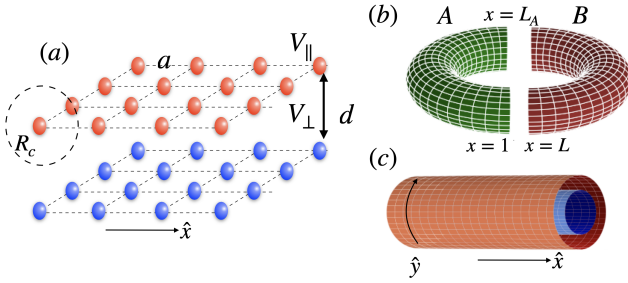 (a)
a
V∥
V⊥
d
R_c
x̂
(b)
A
x = L_A
B
x = 1
x = L
(c)
ŷ
x̂